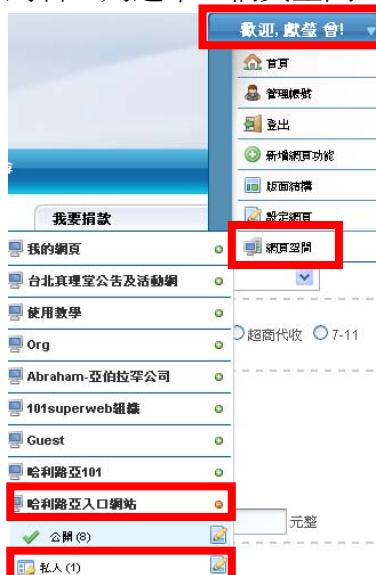 歡迎, 獻瑩 曾!
首頁
管理帳號
登出
新增網頁功能
版面結構
設定網頁
網頁空間
我要捐款
我的網頁
台北真理堂公告及活動網
使用教學
Org
Abraham-亞伯拉罕公司
101superweb組織
Guest
哈利路亞101
哈利路亞入口網站
公開 (8)
私人 (1)
超商代收 7-11
元整